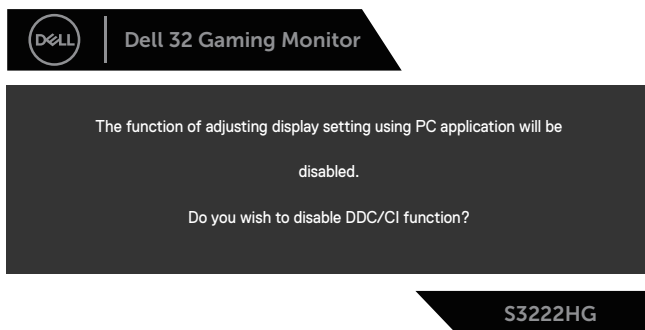 DELL
Dell 32 Gaming Monitor
The function of adjusting display setting using PC application will be
disabled.
Do you wish to disable DDC/CI function?
S3222HG